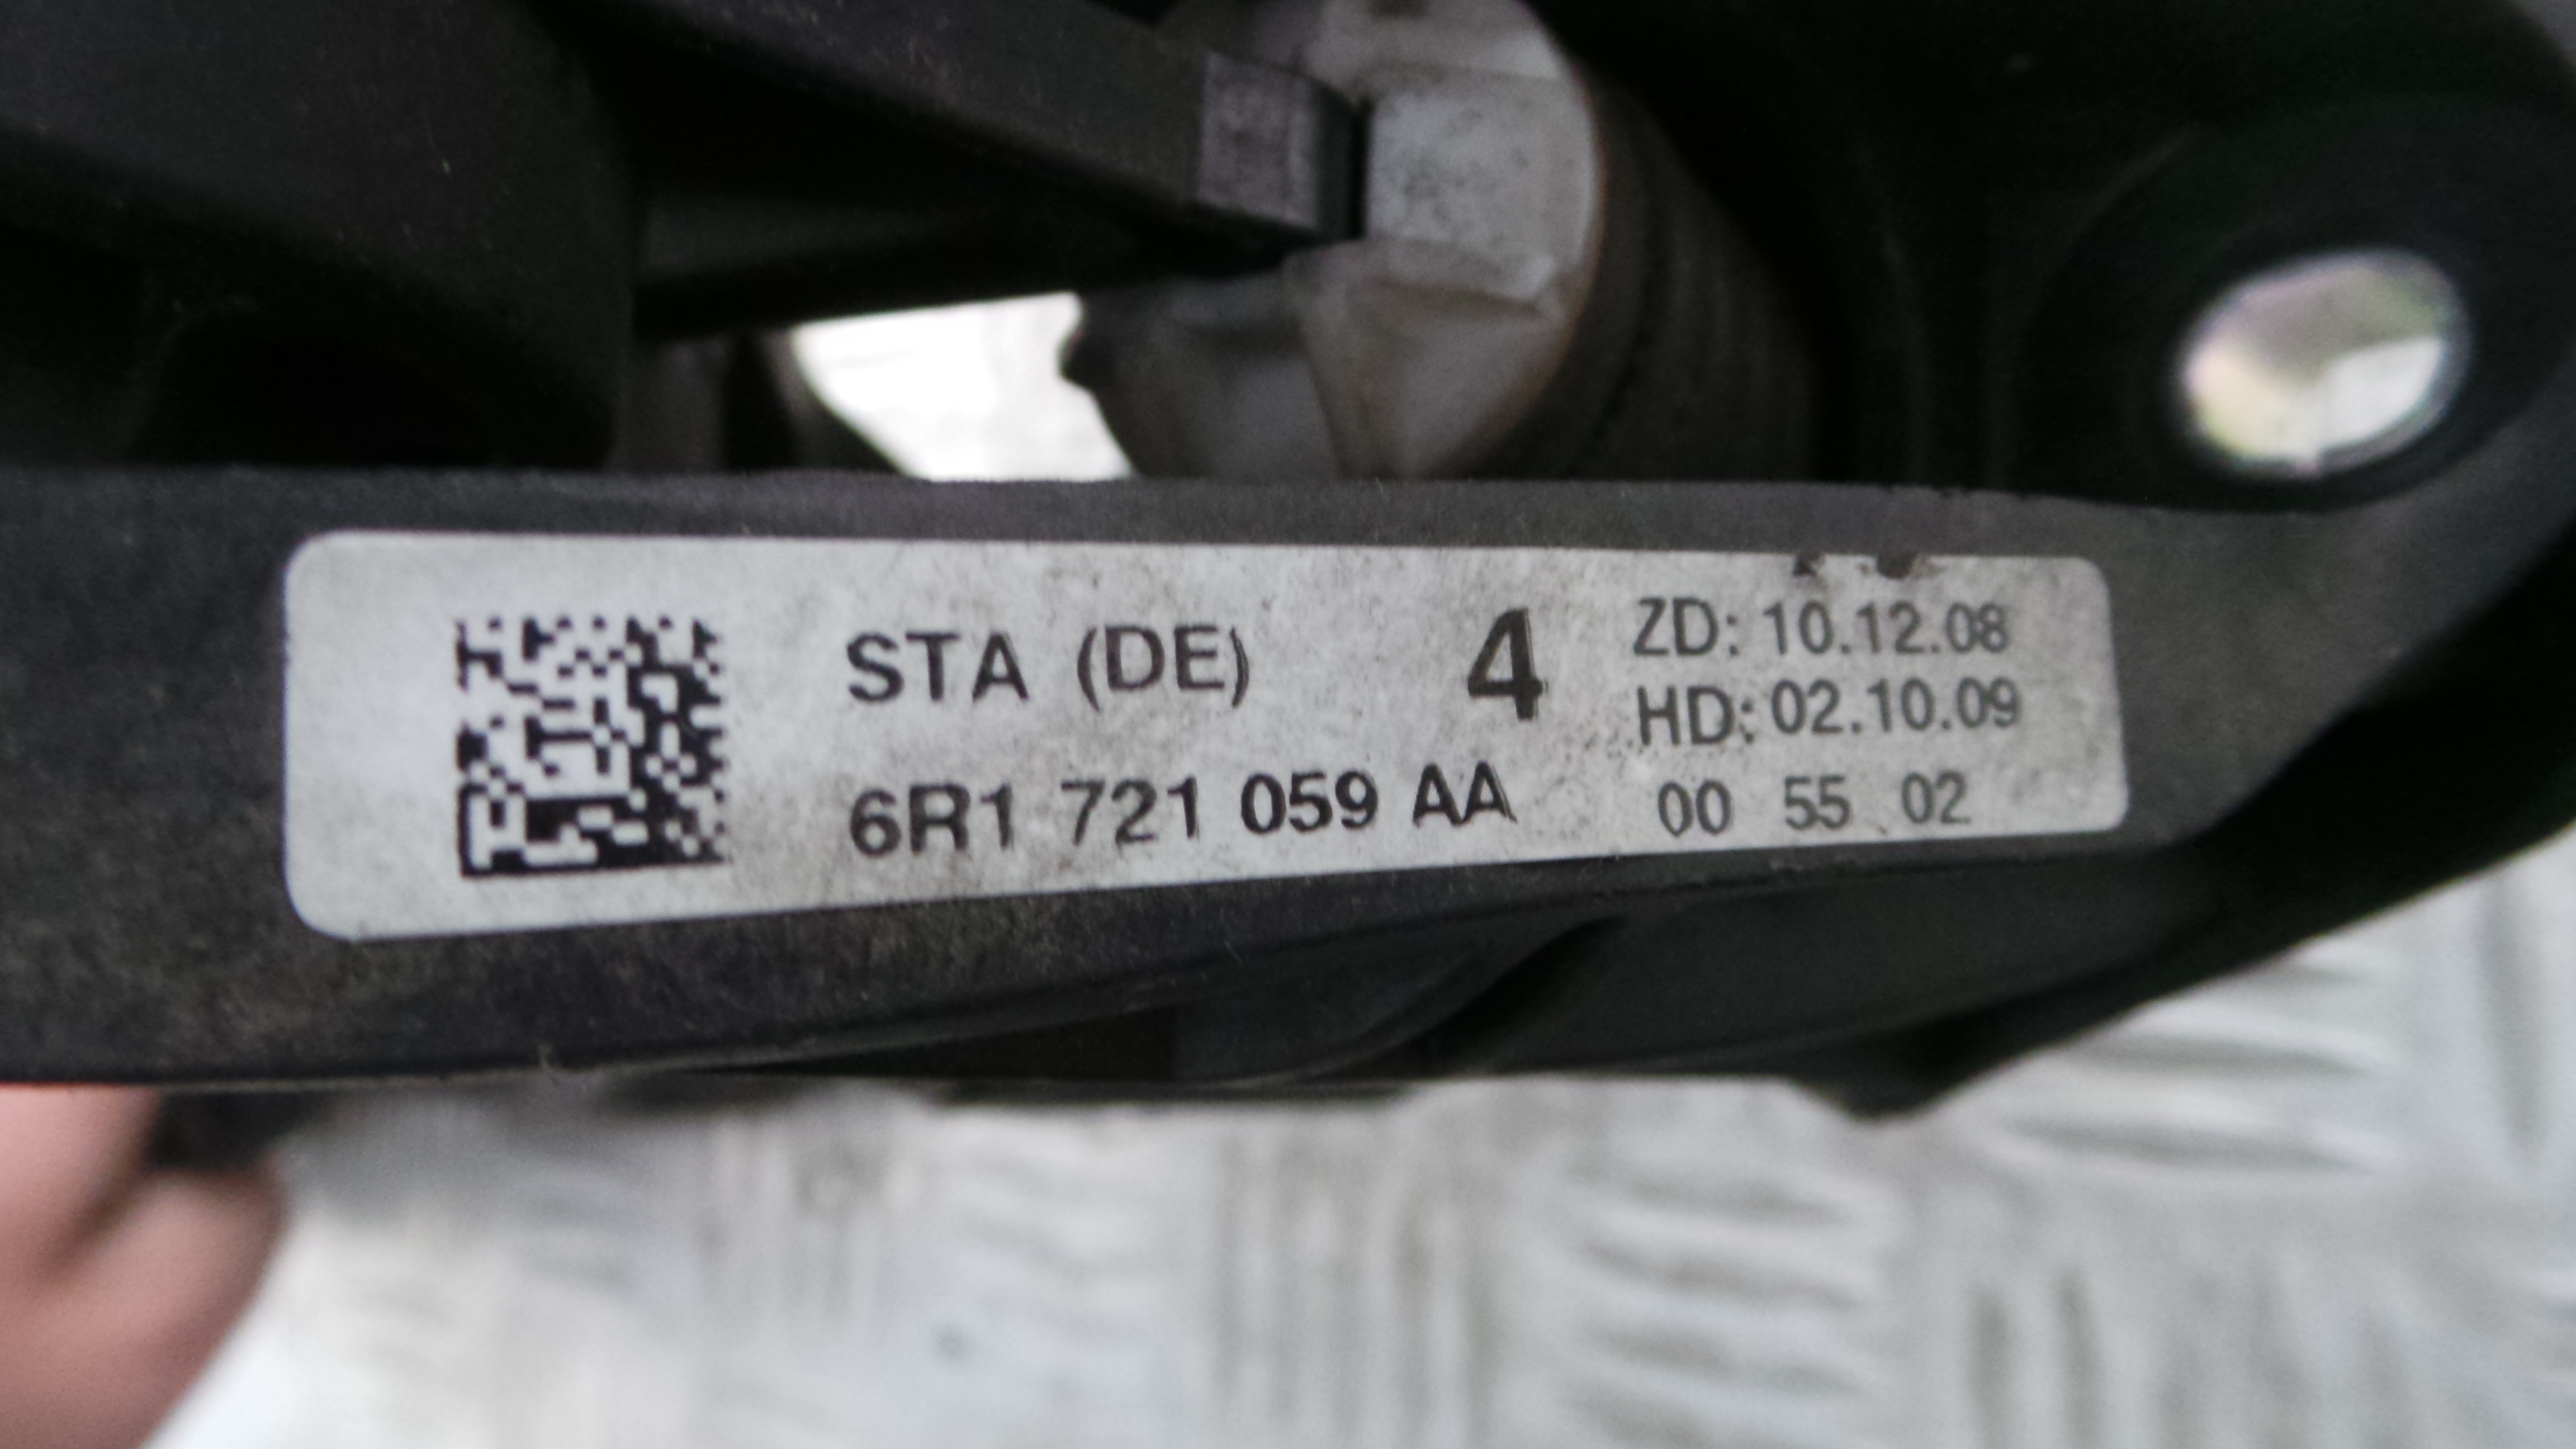 STA (DE) 4
6R1 721 059 AA
ZD: 10.12.08
HD: 02.10.09
00 55 02